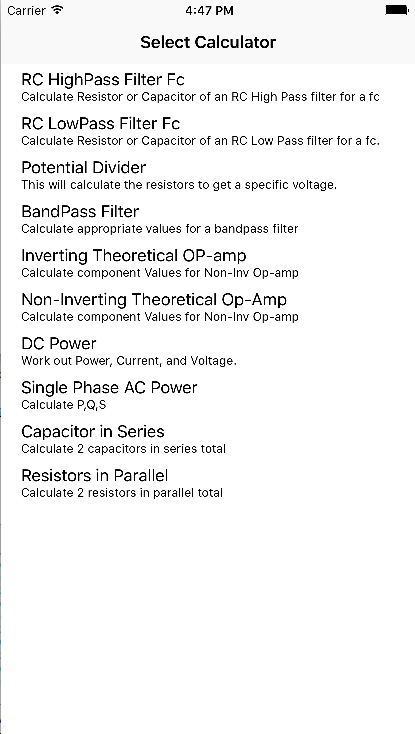 Carrier 4:47 PM
Select Calculator
RC HighPass Filter Fc
Calculate Resistor or Capacitor of an RC High Pass filter for a fc
RC LowPass Filter Fc
Calculate Resistor or Capacitor of an RC Low Pass filter for a fc.
Potential Divider
This will calculate the resistors to get a specific voltage.
BandPass Filter
Calculate appropriate values for a bandpass filter
Inverting Theoretical OP-amp
Calculate component Values for Non-Inv Op-amp
Non-Inverting Theoretical Op-Amp
Calculate component Values for Non-Inv Op-amp
DC Power
Work out Power, Current, and Voltage.
Single Phase AC Power
Calculate P,Q,S
Capacitor in Series
Calculate 2 capacitors in series total
Resistors in Parallel
Calculate 2 resistors in parallel total